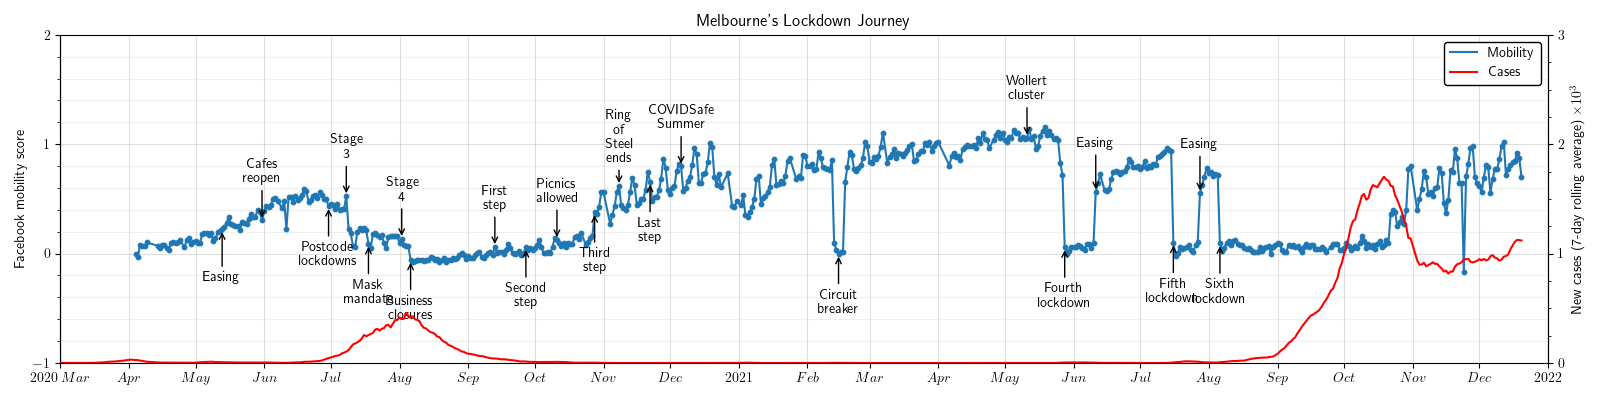 Melbourne's Lockdown Journey
Facebook mobility score
2
1
0
−1
New cases (7-day rolling average) ×10³
3
2
1
0
Mobility
Cases
Easing
Cafes
reopen
Postcode
lockdowns
Stage
3
Mask
mandate
Stage
4
Business
closures
First
step
Second
step
Picnics
allowed
Third
step
Ring
of
Steel
ends
Last
step
COVIDSafe
Summer
Circuit
breaker
Wollert
cluster
Fourth
lockdown
Easing
Fifth
lockdown
Easing
Sixth
lockdown
2020 Mar
Apr
May
Jun
Jul
Aug
Sep
Oct
Nov
Dec
2021
Feb
Mar
Apr
May
Jun
Jul
Aug
Sep
Oct
Nov
Dec
2022